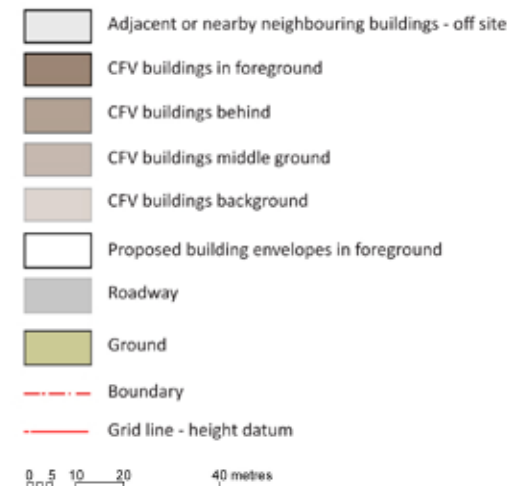 Adjacent or nearby neighbouring buildings - off site
CFV buildings in foreground
CFV buildings behind
CFV buildings middle ground
CFV buildings background
Proposed building envelopes in foreground
Roadway
Ground
Boundary
Grid line - height datum
0 5 10 20 40 metres